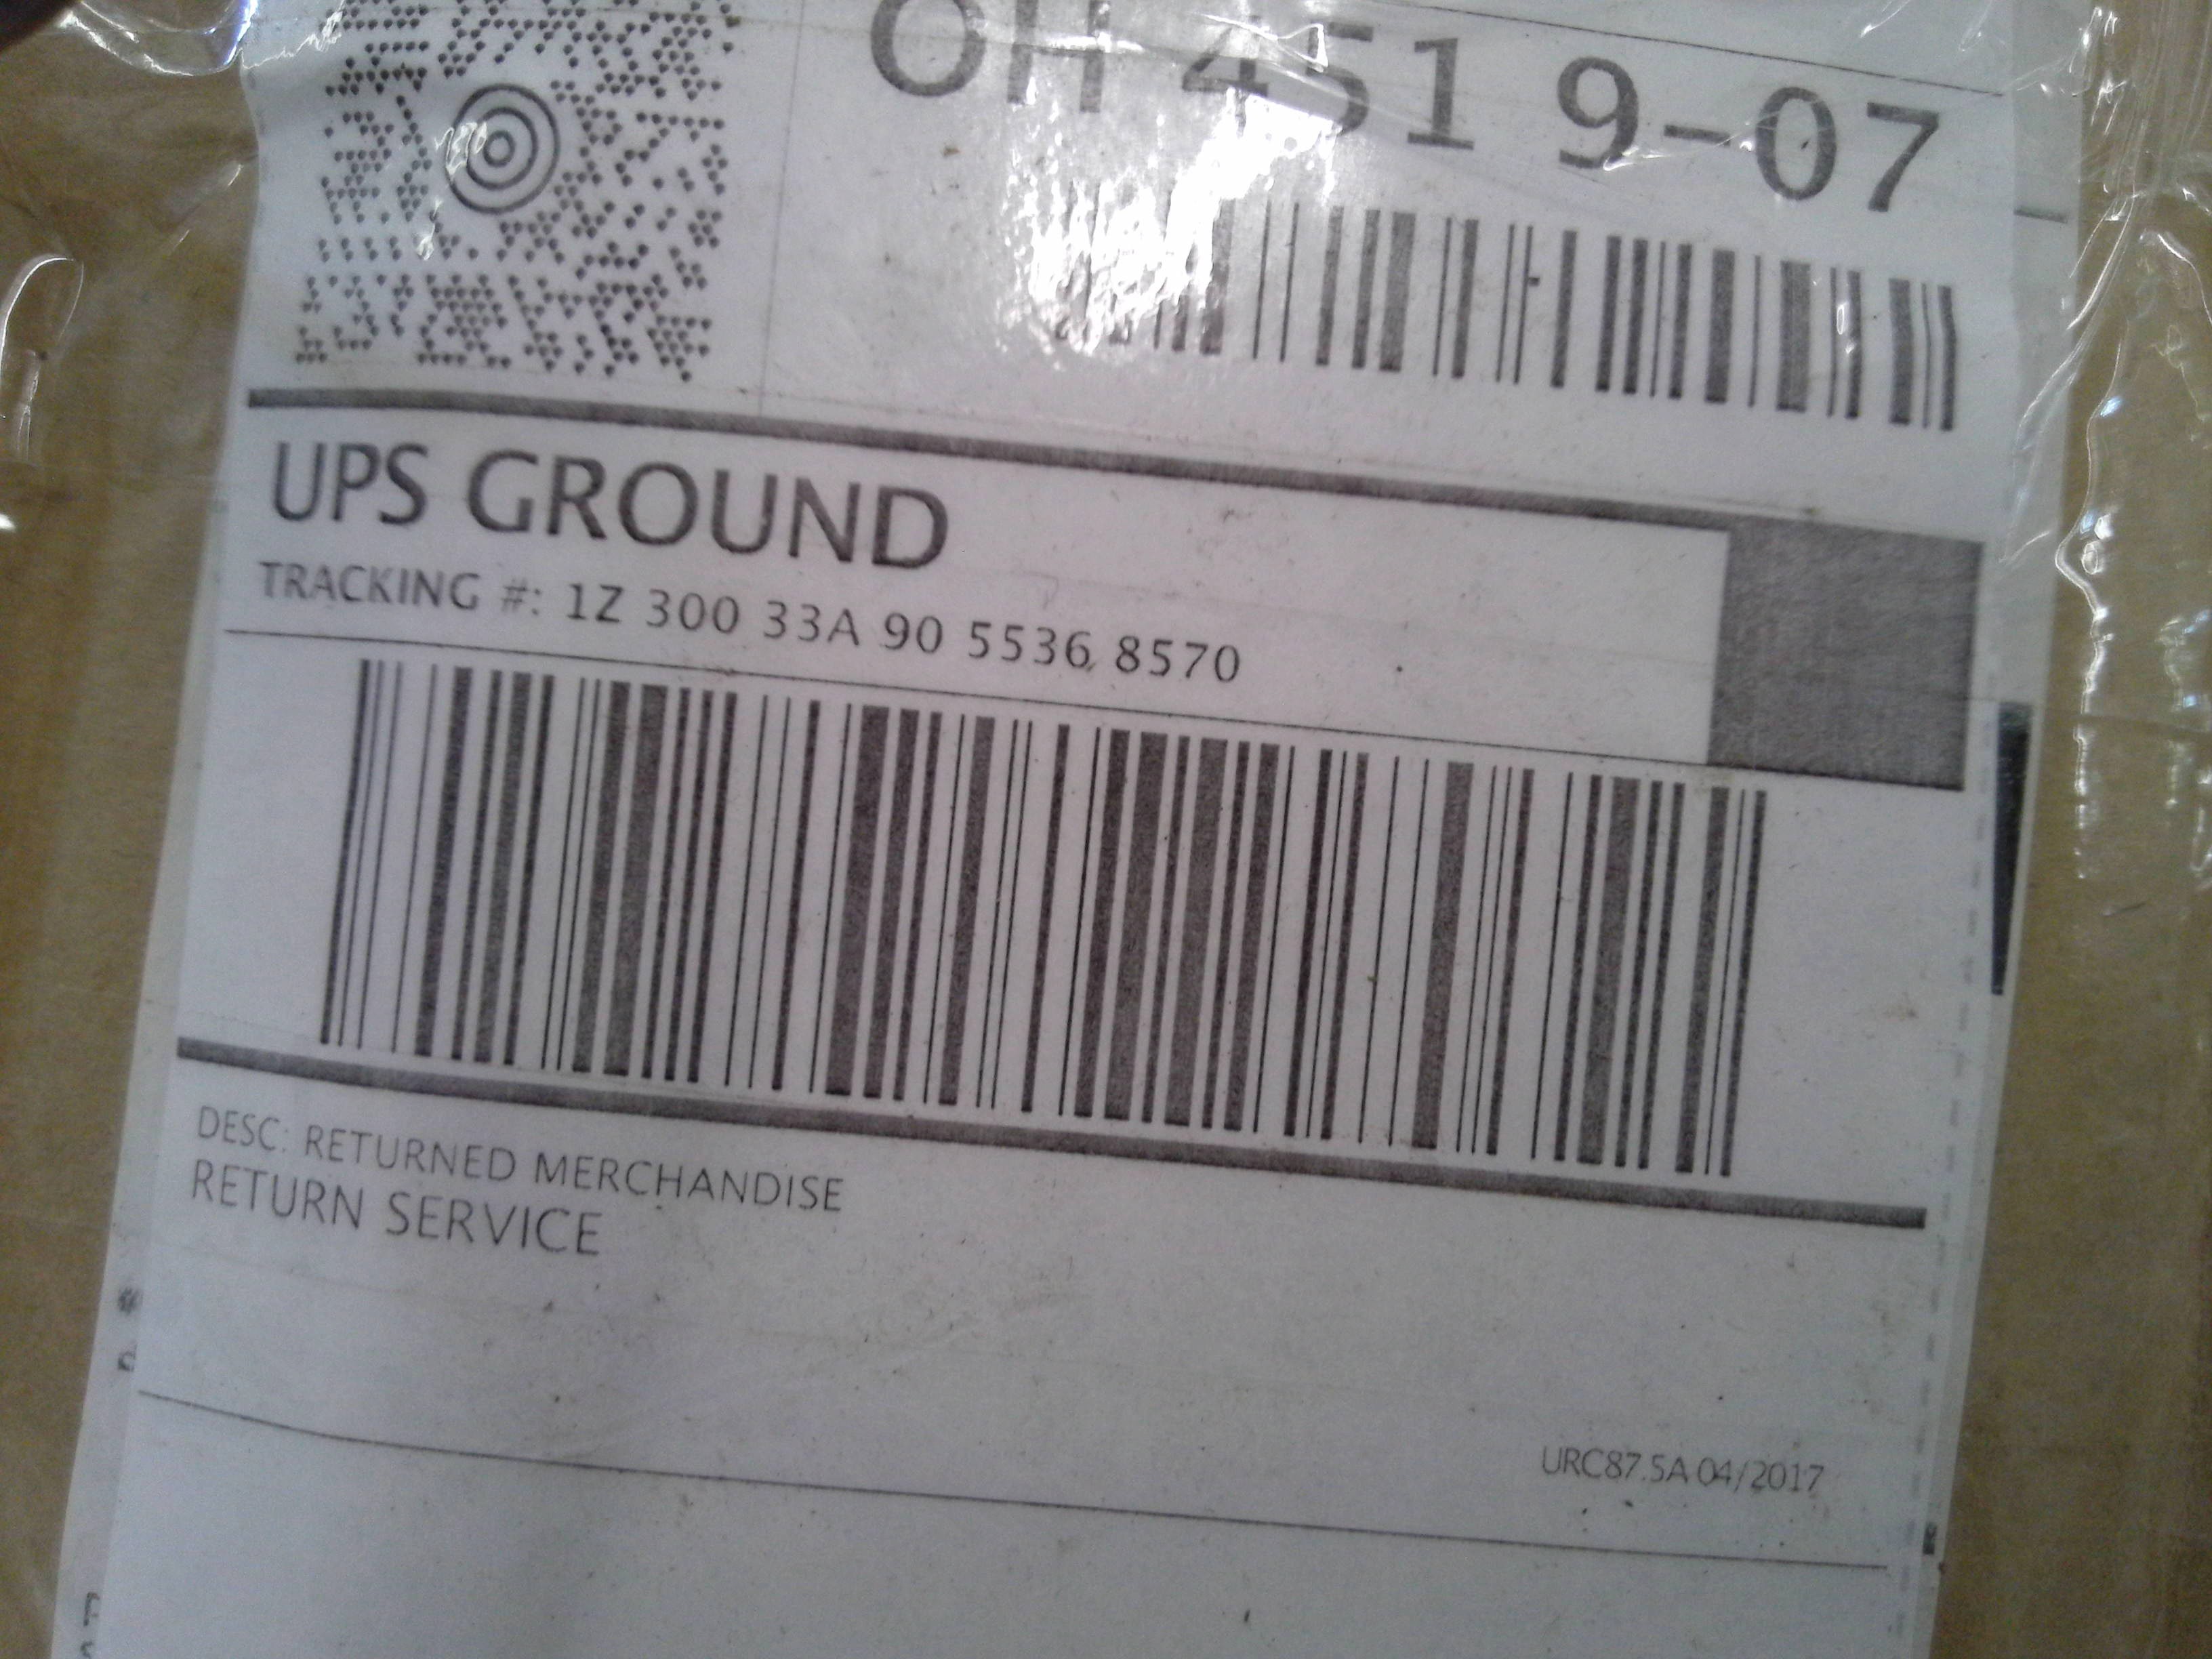 OH 451 9-07
UPS GROUND
TRACKING #: 1Z 300 33A 90 5536 8570
DESC: RETURNED MERCHANDISE
RETURN SERVICE
URC87.5A 04/2017